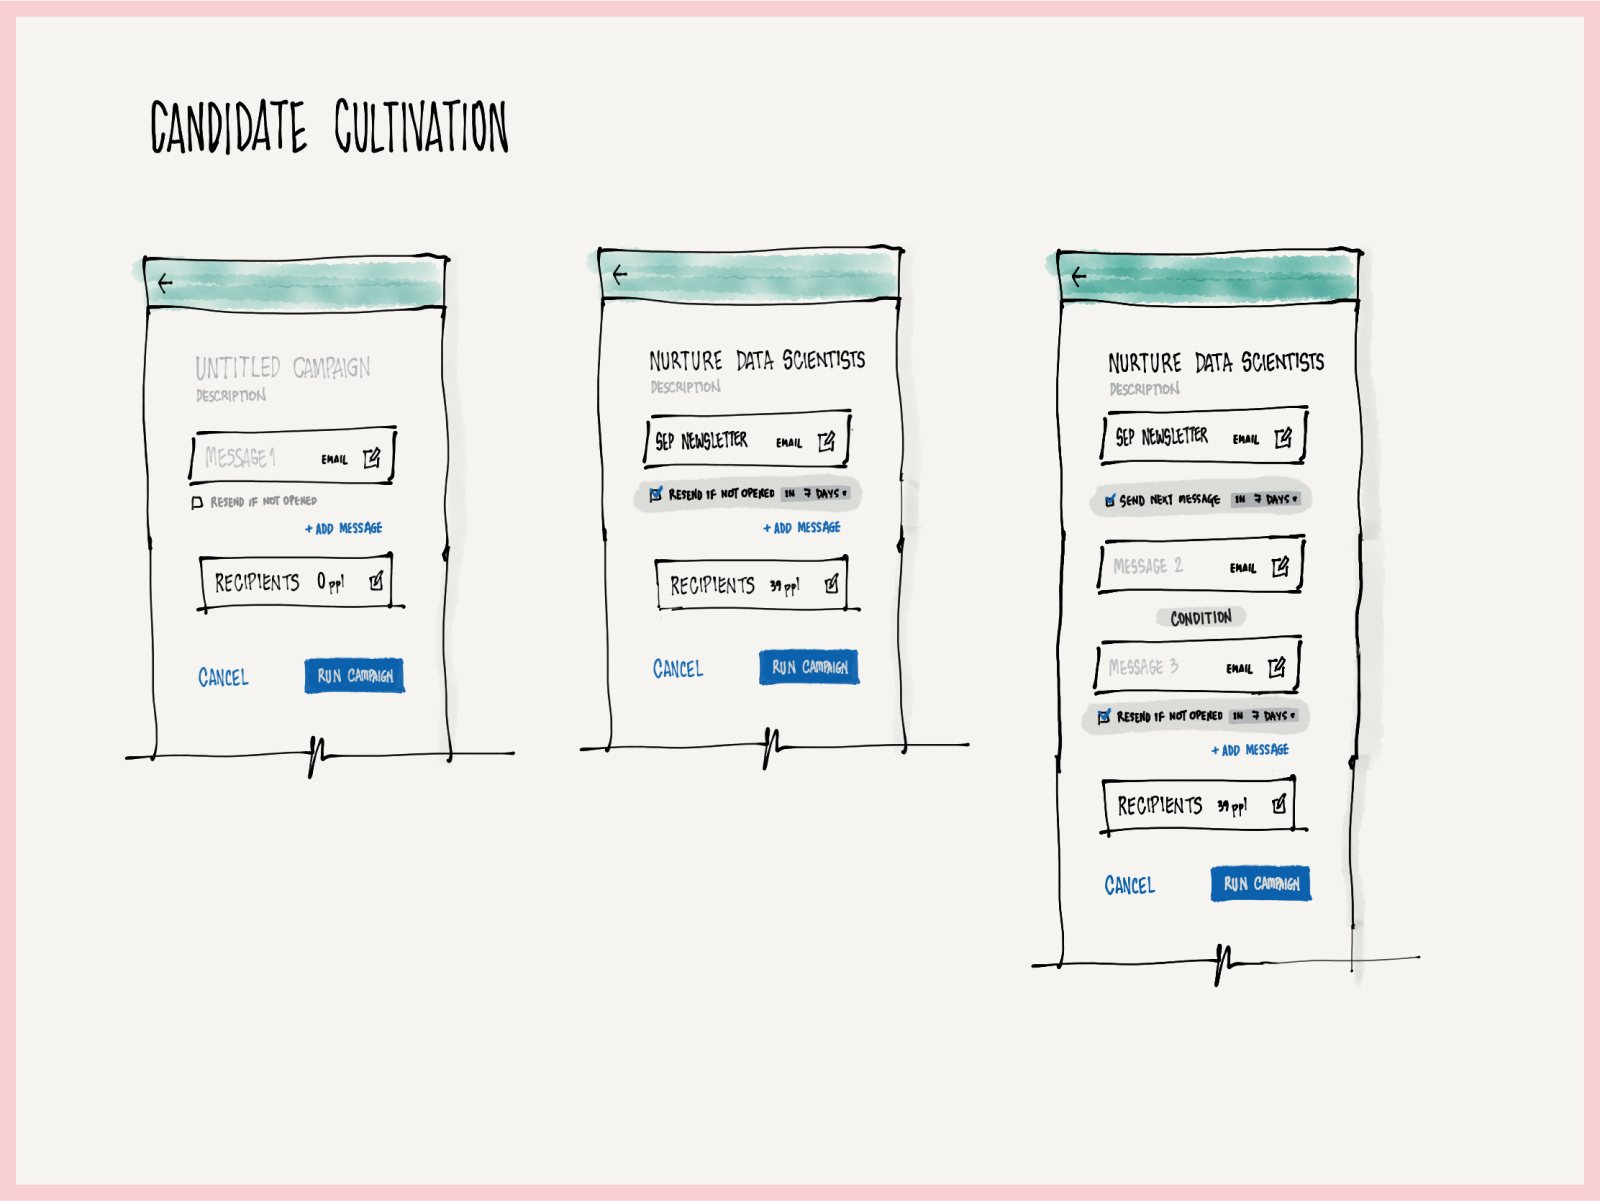 CANDIDATE CULTIVATION
UNTITLED CAMPAIGN
DESCRIPTION
MESSAGE 1 EMAIL
RESEND IF NOT OPENED
+ ADD MESSAGE
RECIPIENTS 0 ppl
CANCEL RUN CAMPAIGN
NURTURE DATA SCIENTISTS
DESCRIPTION
SEP NEWSLETTER EMAIL
RESEND IF NOT OPENED IN 7 DAYS
+ ADD MESSAGE
RECIPIENTS 39 ppl
CANCEL RUN CAMPAIGN
NURTURE DATA SCIENTISTS
DESCRIPTION
SEP NEWSLETTER EMAIL
SEND NEXT MESSAGE IN 7 DAYS
MESSAGE 2 EMAIL
CONDITION
MESSAGE 3 EMAIL
RESEND IF NOT OPENED IN 7 DAYS
+ ADD MESSAGE
RECIPIENTS 39 ppl
CANCEL RUN CAMPAIGN